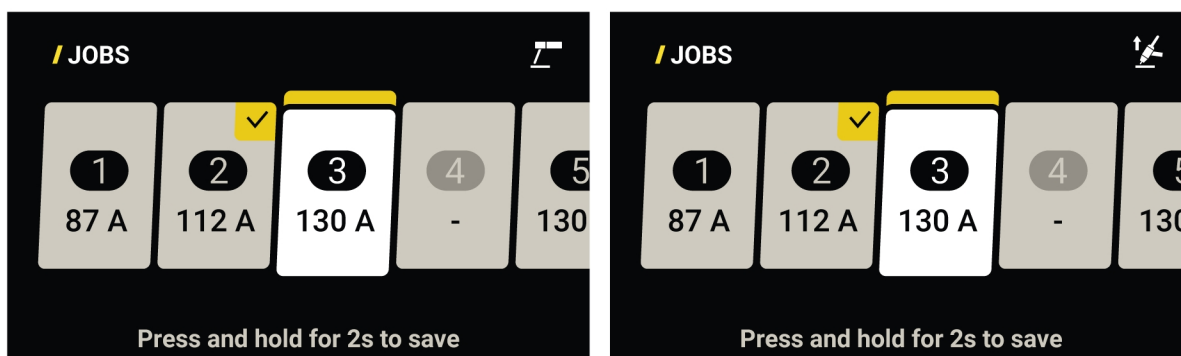 JOBS
1 2 3 4 5
87 A 112 A 130 A - 130
Press and hold for 2s to save
JOBS
1 2 3 4 5
87 A 112 A 130 A - 130
Press and hold for 2s to save